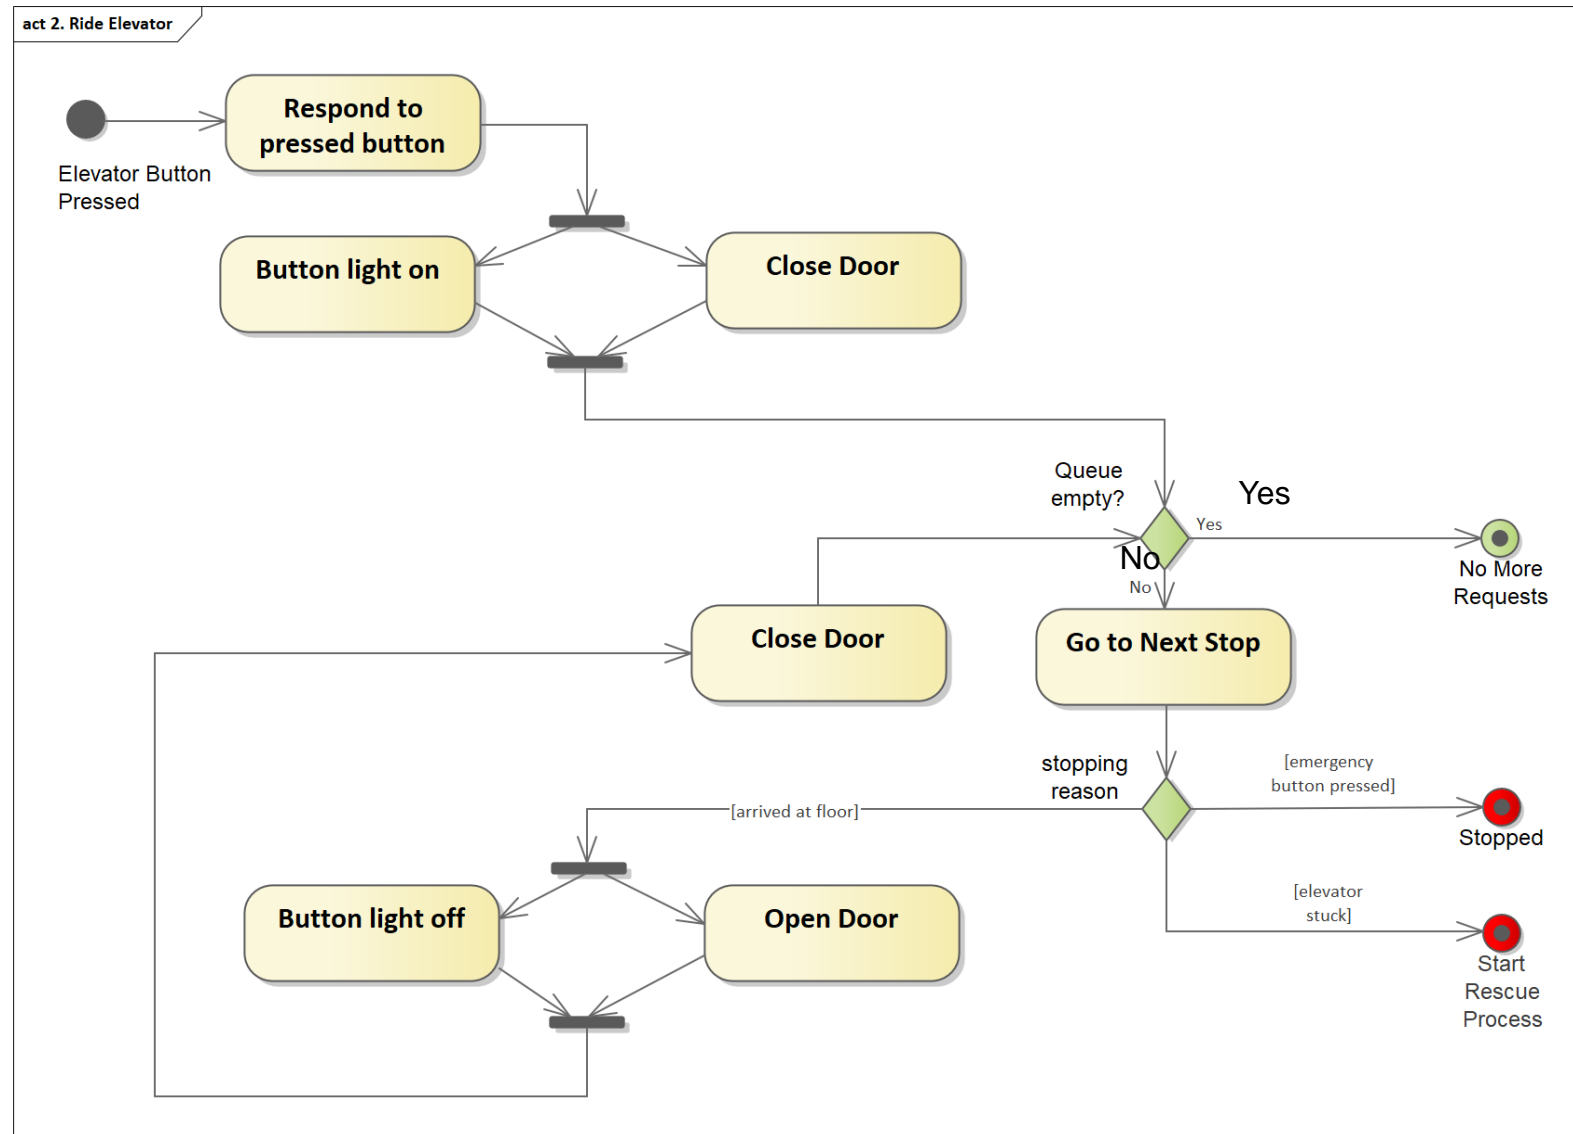 act 2. Ride Elevator
Respond to
pressed button
Elevator Button
Pressed
Button light on
Close Door
Queue
empty?
Yes
Yes
No
No
No More
Requests
Close Door
Go to Next Stop
stopping
reason
[emergency
button pressed]
[arrived at floor]
Stopped
[elevator
stuck]
Button light off
Open Door
Start
Rescue
Process